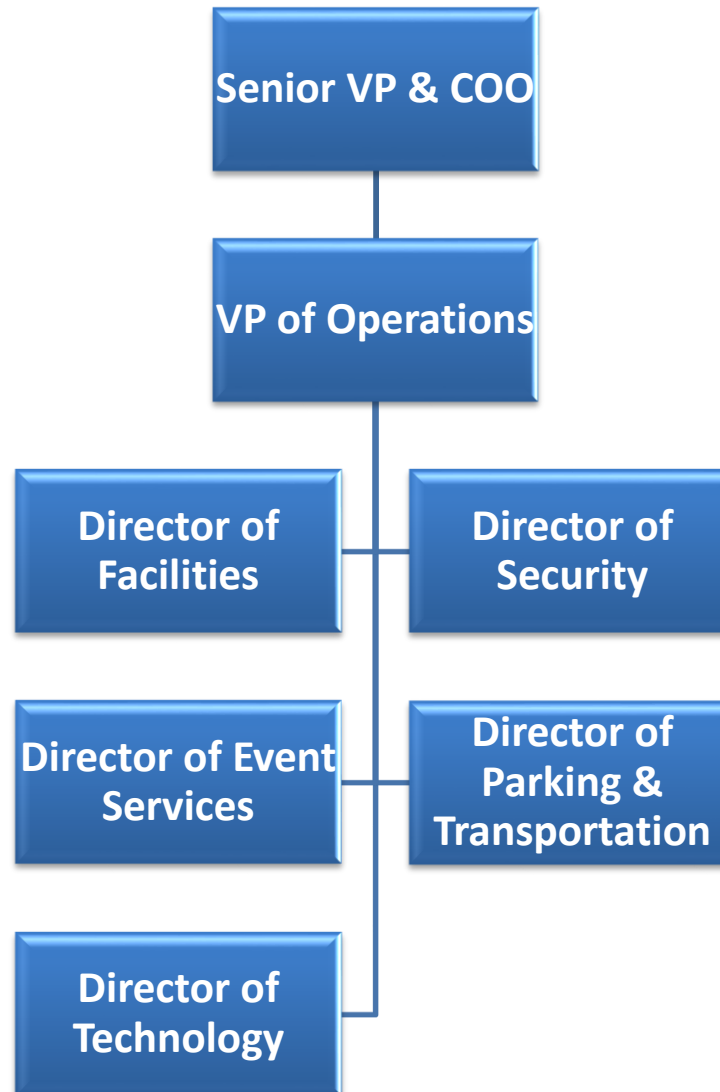 Senior VP & COO
VP of Operations
Director of
Facilities
Director of
Security
Director of Event
Services
Director of
Parking &
Transportation
Director of
Technology